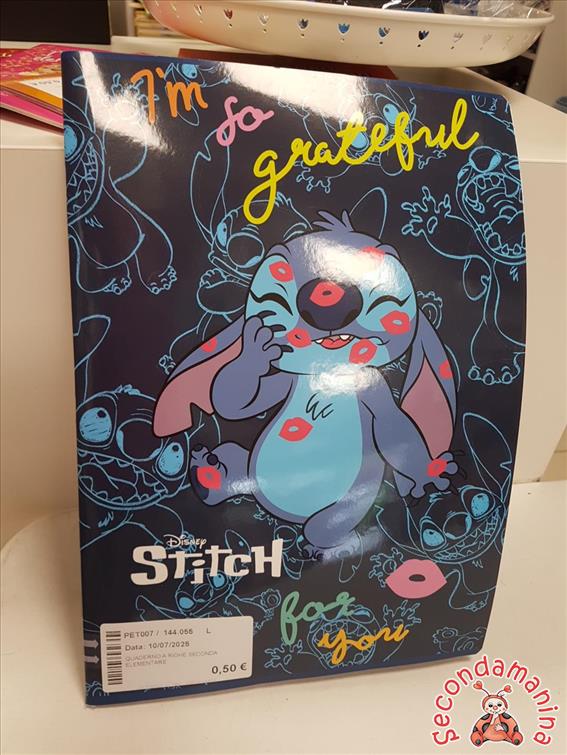 I'm
so
grateful
Disney
Stitch
for
you
PET007 / 144.056 L
Data: 10/07/2025
QUADERNO A RIGHE SECONDA
ELEMENTARE
0,50 €
Secondamanina